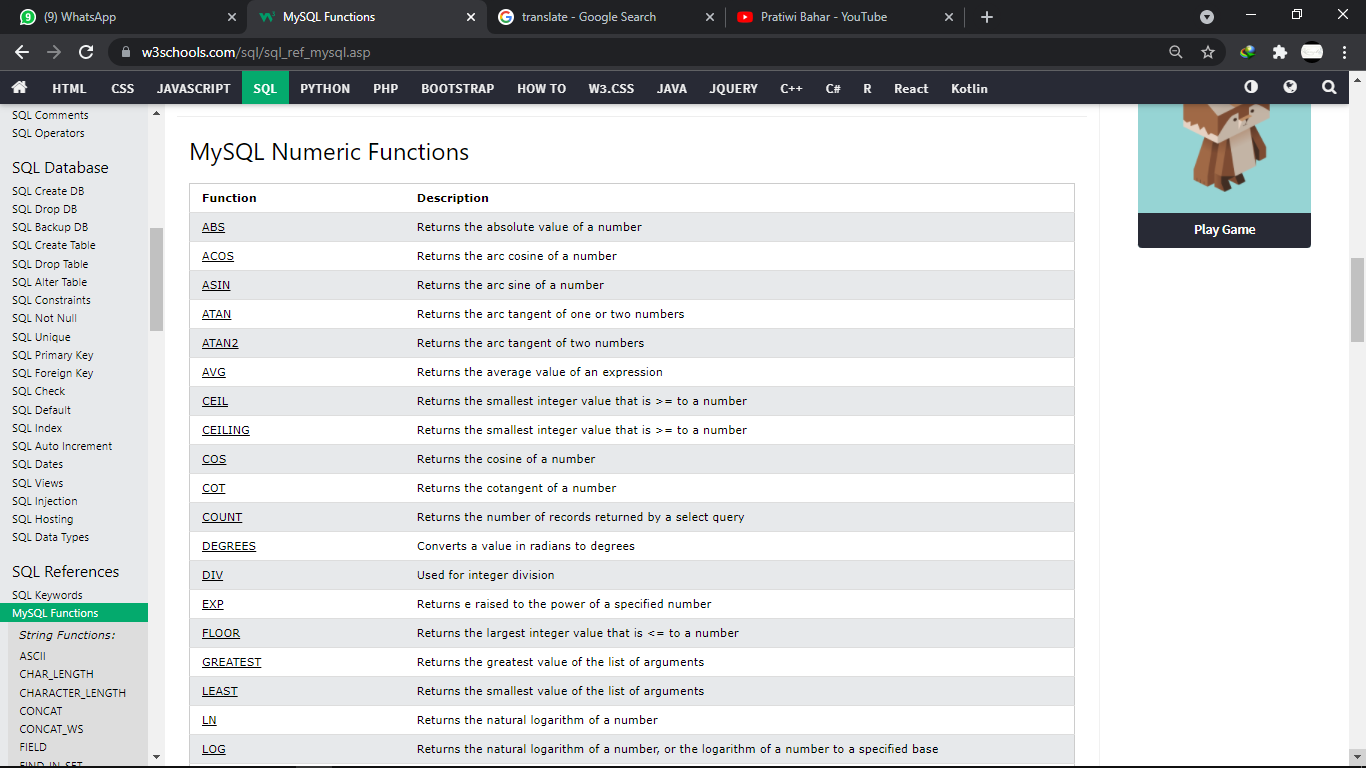 (9) WhatsApp
MySQL Functions
translate - Google Search
Pratiwi Bahar - YouTube
w3schools.com/sql/sql_ref_mysql.asp
HTML CSS JAVASCRIPT SQL PYTHON PHP BOOTSTRAP HOW TO W3.CSS JAVA JQUERY C++ C# R React Kotlin
SQL Comments
SQL Operators
SQL Database
SQL Create DB
SQL Drop DB
SQL Backup DB
SQL Create Table
SQL Drop Table
SQL Alter Table
SQL Constraints
SQL Not Null
SQL Unique
SQL Primary Key
SQL Foreign Key
SQL Check
SQL Default
SQL Index
SQL Auto Increment
SQL Dates
SQL Views
SQL Injection
SQL Hosting
SQL Data Types
SQL References
SQL Keywords
MySQL Functions
String Functions:
ASCII
CHAR_LENGTH
CHARACTER_LENGTH
CONCAT
CONCAT_WS
FIELD
FIND_IN_SET
MySQL Numeric Functions
Function Description
ABS Returns the absolute value of a number
ACOS Returns the arc cosine of a number
ASIN Returns the arc sine of a number
ATAN Returns the arc tangent of one or two numbers
ATAN2 Returns the arc tangent of two numbers
AVG Returns the average value of an expression
CEIL Returns the smallest integer value that is >= to a number
CEILING Returns the smallest integer value that is >= to a number
COS Returns the cosine of a number
COT Returns the cotangent of a number
COUNT Returns the number of records returned by a select query
DEGREES Converts a value in radians to degrees
DIV Used for integer division
EXP Returns e raised to the power of a specified number
FLOOR Returns the largest integer value that is <= to a number
GREATEST Returns the greatest value of the list of arguments
LEAST Returns the smallest value of the list of arguments
LN Returns the natural logarithm of a number
LOG Returns the natural logarithm of a number, or the logarithm of a number to a specified base
Play Game